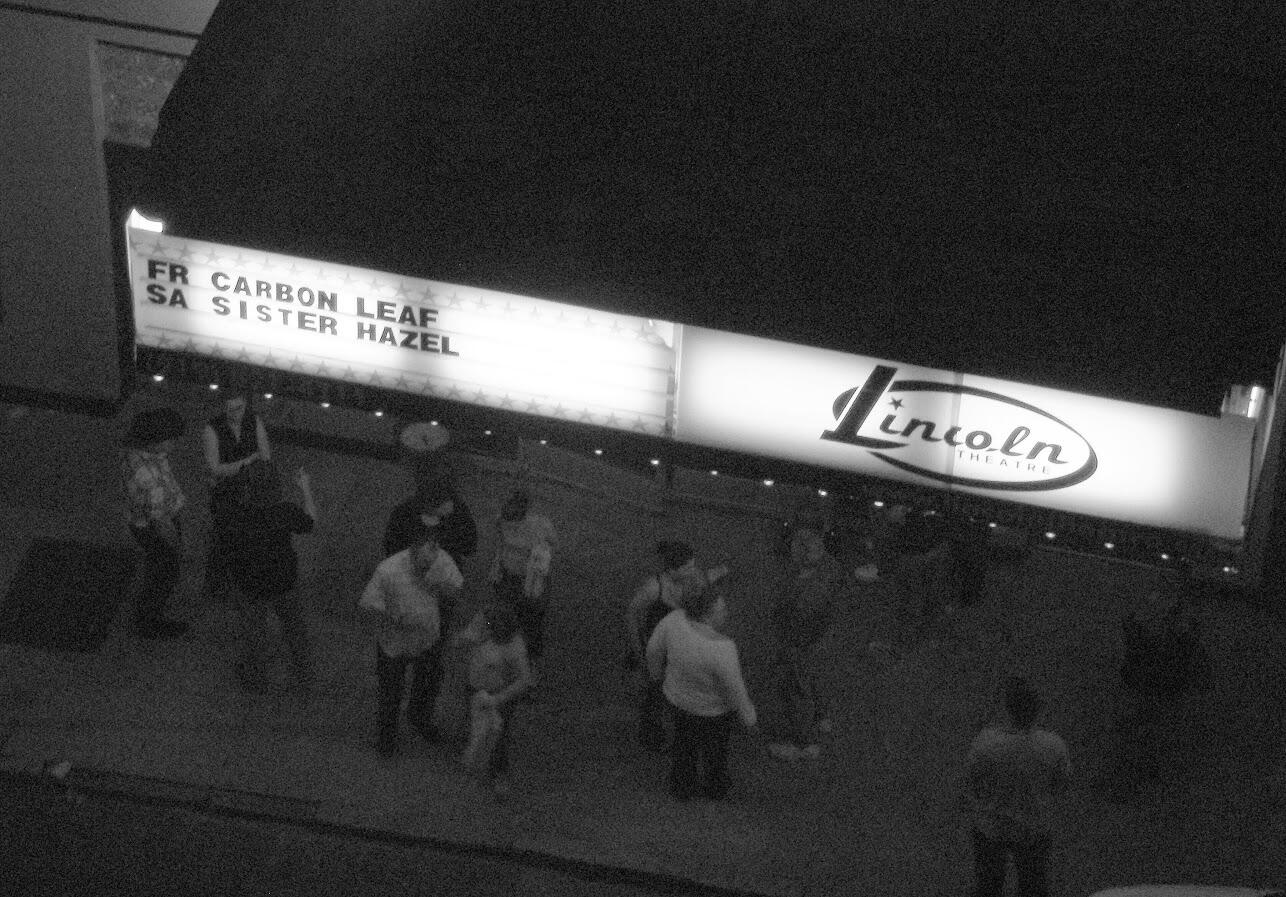 FR CARBON LEAF
SA SISTER HAZEL
Lincoln
THEATRE